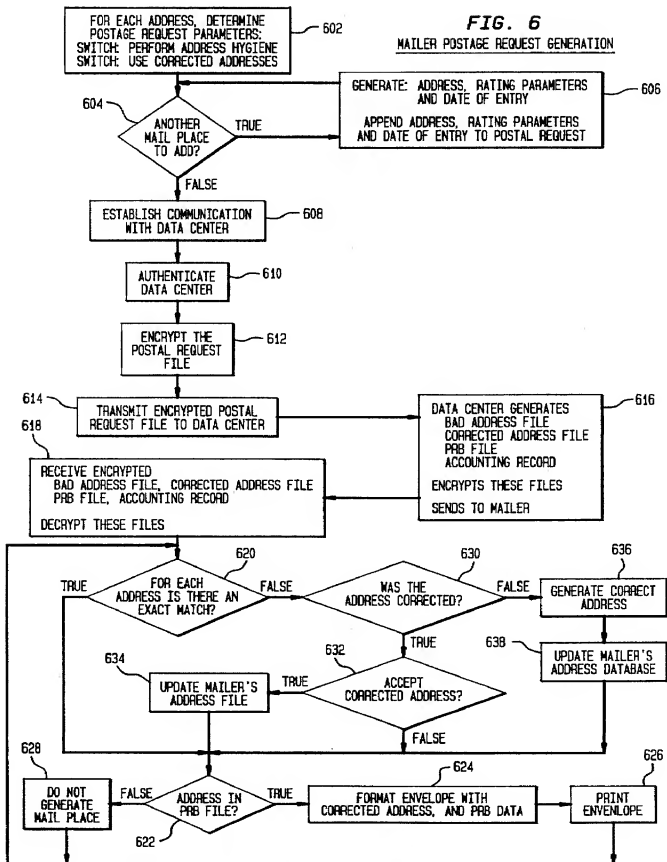 FIG. 6
MAILER POSTAGE REQUEST GENERATION
FOR EACH ADDRESS, DETERMINE
POSTAGE REQUEST PARAMETERS:
SWITCH: PERFORM ADDRESS HYGIENE
SWITCH: USE CORRECTED ADDRESSES
602
604
ANOTHER
MAIL PLACE
TO ADD?
TRUE
FALSE
GENERATE: ADDRESS, RATING PARAMETERS
AND DATE OF ENTRY
APPEND ADDRESS, RATING PARAMETERS
AND DATE OF ENTRY TO POSTAL REQUEST
606
ESTABLISH COMMUNICATION
WITH DATA CENTER
608
AUTHENTICATE
DATA CENTER
610
ENCRYPT THE
POSTAL REQUEST
FILE
612
614
TRANSMIT ENCRYPTED POSTAL
REQUEST FILE TO DATA CENTER
DATA CENTER GENERATES
BAD ADDRESS FILE
CORRECTED ADDRESS FILE
PRB FILE
ACCOUNTING RECORD
ENCRYPTS THESE FILES
SENDS TO MAILER
616
618
RECEIVE ENCRYPTED
BAD ADDRESS FILE, CORRECTED ADDRESS FILE
PRB FILE, ACCOUNTING RECORD
DECRYPT THESE FILES
620
TRUE
FOR EACH
ADDRESS IS THERE AN
EXACT MATCH?
FALSE
630
WAS THE
ADDRESS CORRECTED?
FALSE
TRUE
636
GENERATE CORRECT
ADDRESS
638
UPDATE MAILER'S
ADDRESS DATABASE
632
ACCEPT
CORRECTED ADDRESS?
TRUE
FALSE
634
UPDATE MAILER'S
ADDRESS FILE
628
DO NOT
GENERATE
MAIL PLACE
FALSE
ADDRESS IN
PRB FILE?
622
TRUE
624
FORMAT ENVELOPE WITH
CORRECTED ADDRESS, AND PRB DATA
626
PRINT
ENVENLOPE